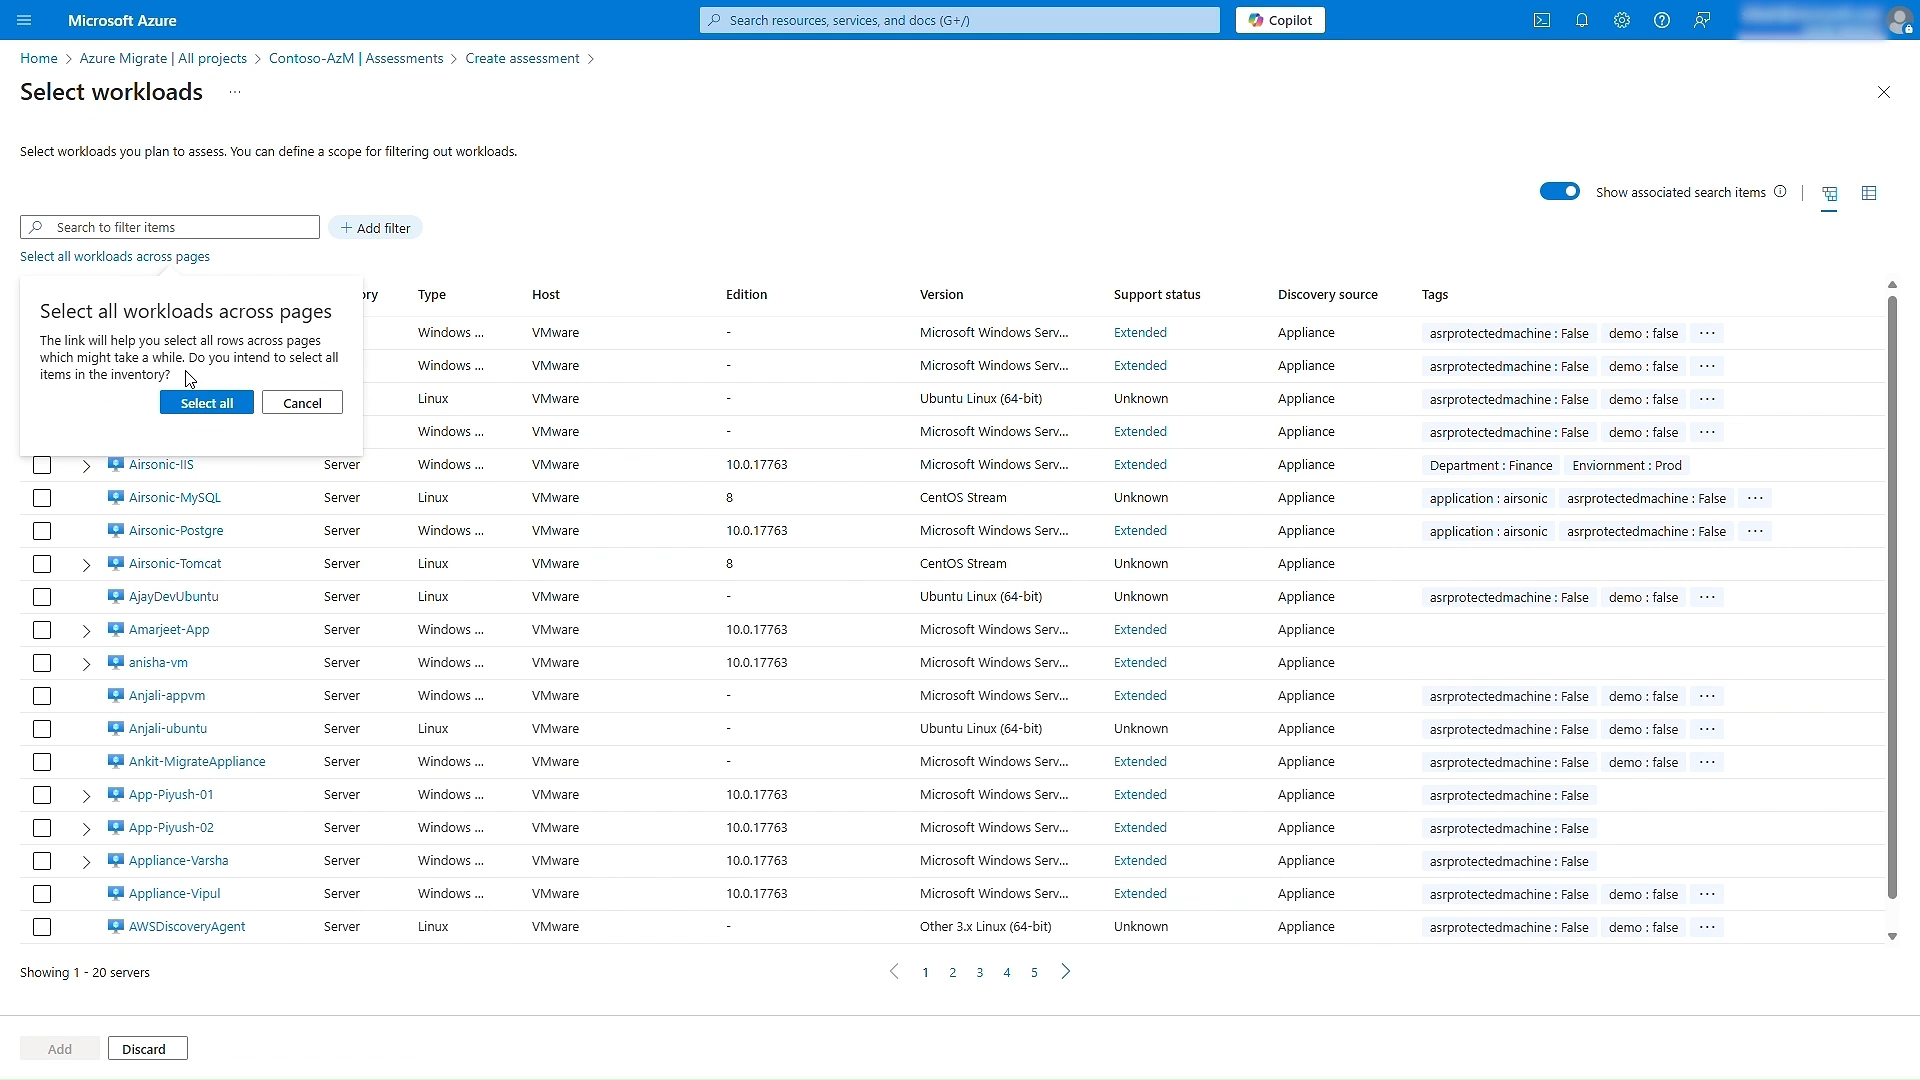 Microsoft Azure
Search resources, services, and docs (G+/)
Copilot
Home > Azure Migrate | All projects > Contoso-AzM | Assessments > Create assessment >
Select workloads ...
Select workloads you plan to assess. You can define a scope for filtering out workloads.
Show associated search items
Search to filter items
Add filter
Select all workloads across pages
Select all workloads across pages
The link will help you select all rows across pages
which might take a while. Do you intend to select all
items in the inventory?
Select all Cancel
ory Type Host Edition Version Support status Discovery source Tags
Windows ... VMware - Microsoft Windows Serv... Extended Appliance asrprotectedmachine : False demo : false ...
Windows ... VMware - Microsoft Windows Serv... Extended Appliance asrprotectedmachine : False demo : false ...
Linux VMware - Ubuntu Linux (64-bit) Unknown Appliance asrprotectedmachine : False demo : false ...
Windows ... VMware - Microsoft Windows Serv... Extended Appliance asrprotectedmachine : False demo : false ...
Airsonic-IIS Server Windows ... VMware 10.0.17763 Microsoft Windows Serv... Extended Appliance Department : Finance Enviornment : Prod
Airsonic-MySQL Server Linux VMware 8 CentOS Stream Unknown Appliance application : airsonic asrprotectedmachine : False ...
Airsonic-Postgre Server Windows ... VMware 10.0.17763 Microsoft Windows Serv... Extended Appliance application : airsonic asrprotectedmachine : False ...
Airsonic-Tomcat Server Linux VMware 8 CentOS Stream Unknown Appliance
AjayDevUbuntu Server Linux VMware - Ubuntu Linux (64-bit) Unknown Appliance asrprotectedmachine : False demo : false ...
Amarjeet-App Server Windows ... VMware 10.0.17763 Microsoft Windows Serv... Extended Appliance
anisha-vm Server Windows ... VMware 10.0.17763 Microsoft Windows Serv... Extended Appliance
Anjali-appvm Server Windows ... VMware - Microsoft Windows Serv... Extended Appliance asrprotectedmachine : False demo : false ...
Anjali-ubuntu Server Linux VMware - Ubuntu Linux (64-bit) Unknown Appliance asrprotectedmachine : False demo : false ...
Ankit-MigrateAppliance Server Windows ... VMware - Microsoft Windows Serv... Extended Appliance asrprotectedmachine : False demo : false ...
App-Piyush-01 Server Windows ... VMware 10.0.17763 Microsoft Windows Serv... Extended Appliance asrprotectedmachine : False
App-Piyush-02 Server Windows ... VMware 10.0.17763 Microsoft Windows Serv... Extended Appliance asrprotectedmachine : False
Appliance-Varsha Server Windows ... VMware 10.0.17763 Microsoft Windows Serv... Extended Appliance asrprotectedmachine : False
Appliance-Vipul Server Windows ... VMware 10.0.17763 Microsoft Windows Serv... Extended Appliance asrprotectedmachine : False demo : false ...
AWSDiscoveryAgent Server Linux VMware - Other 3.x Linux (64-bit) Unknown Appliance asrprotectedmachine : False demo : false ...
Showing 1 - 20 servers
1 2 3 4 5
Add Discard